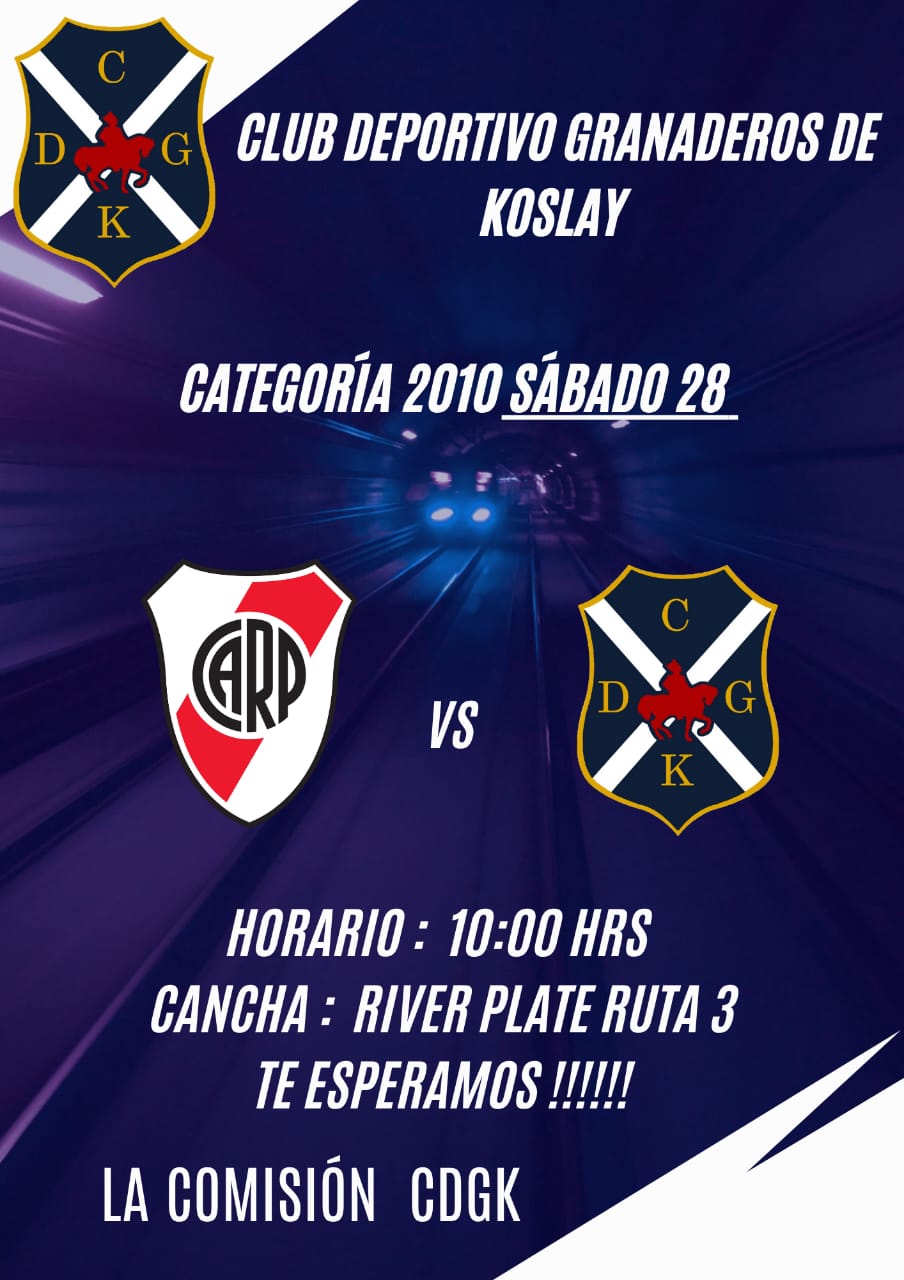 C
D G
K
CLUB DEPORTIVO GRANADEROS DE
KOSLAY
CATEGORÍA 2010 SÁBADO 28
CARP
VS
C
D G
K
HORARIO : 10:00 HRS
CANCHA : RIVER PLATE RUTA 3
TE ESPERAMOS !!!!!!
LA COMISIÓN CDGK